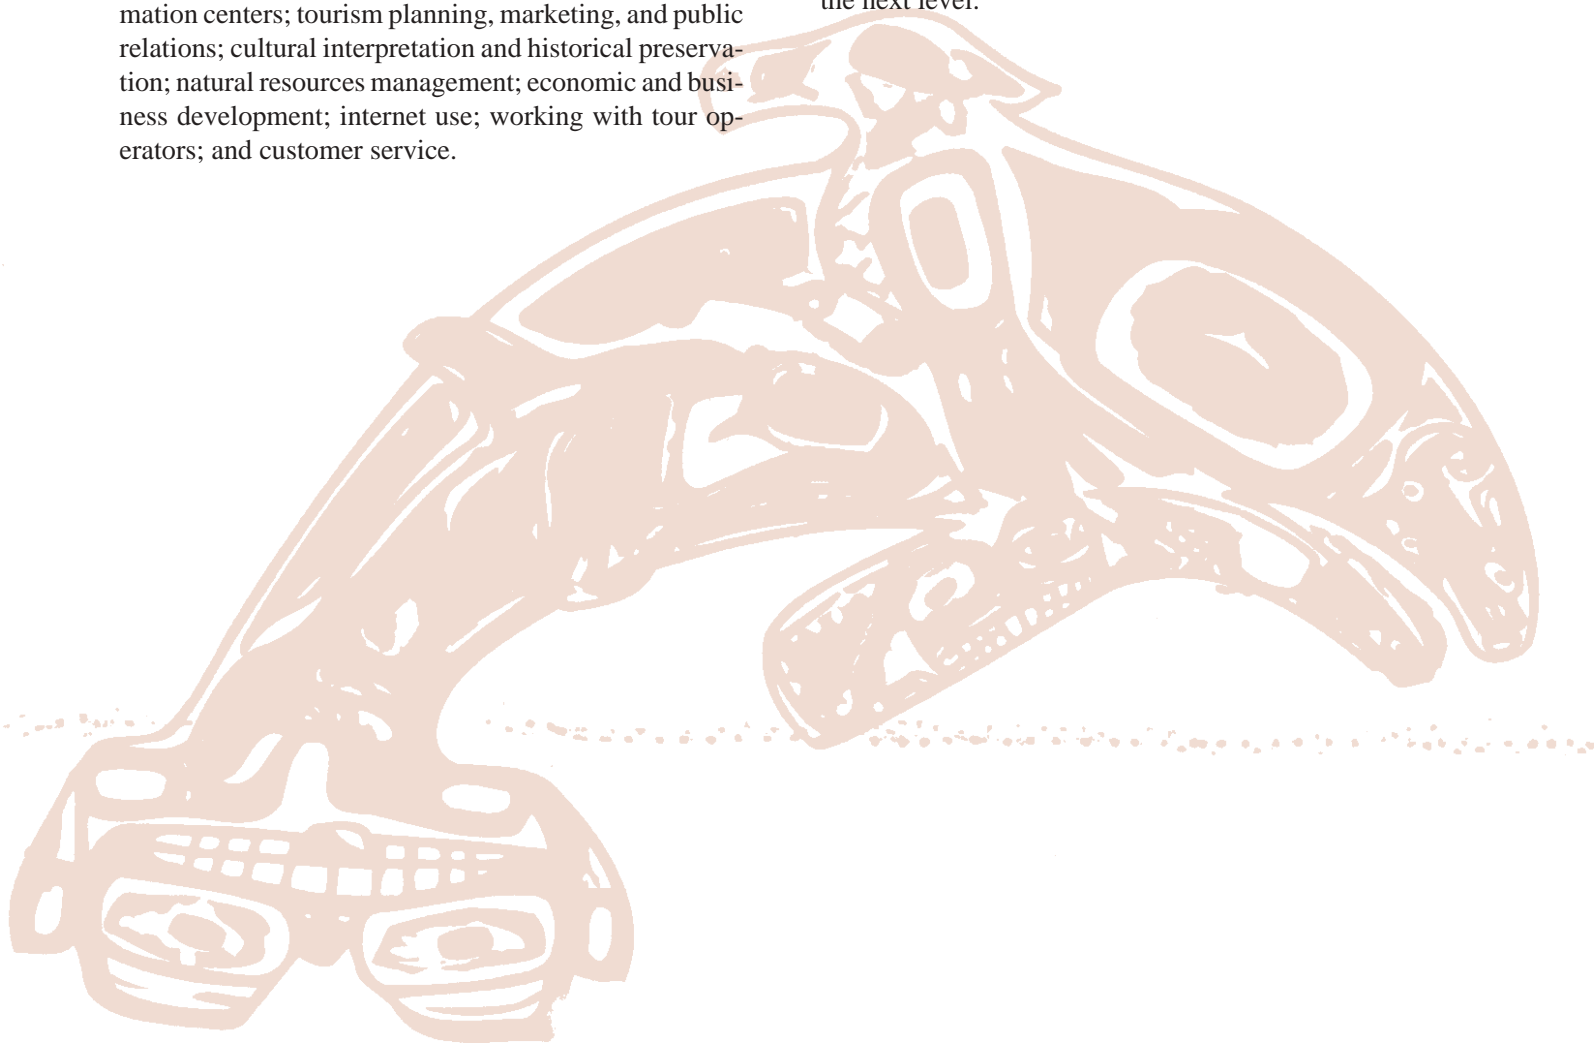 mation centers; tourism planning, marketing, and public
relations; cultural interpretation and historical preserva-
tion; natural resources management; economic and busi-
ness development; internet use; working with tour op-
erators; and customer service.
the next level.